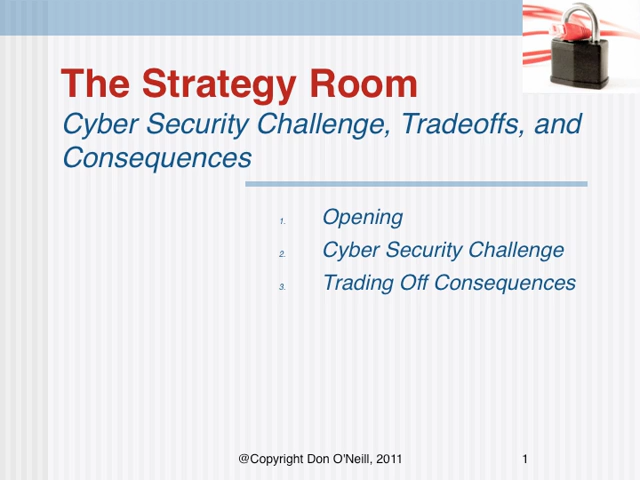 The Strategy Room
Cyber Security Challenge, Tradeoffs, and
Consequences
1. Opening
2. Cyber Security Challenge
3. Trading Off Consequences
@Copyright Don O'Neill, 2011 1